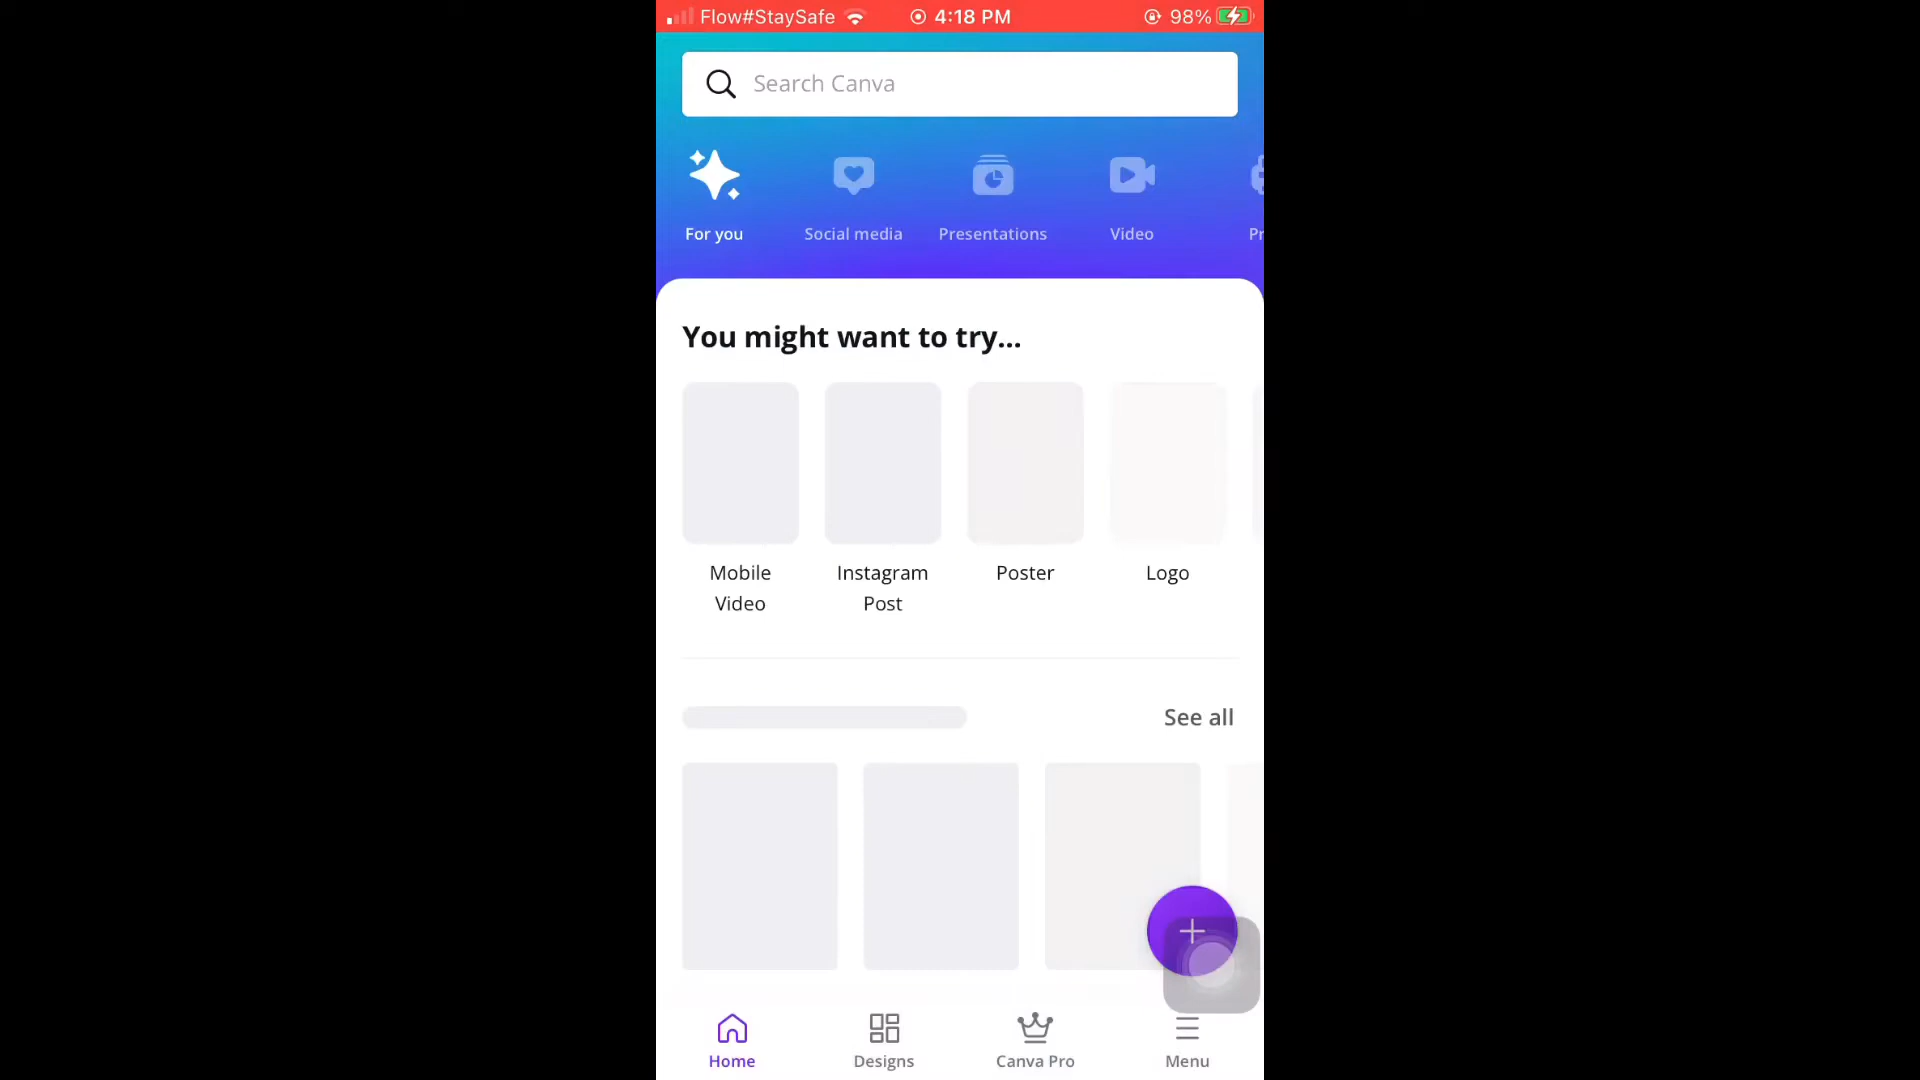 Flow#StaySafe 4:18 PM 98%
Search Canva
For you Social media Presentations Video Pr
You might want to try...
Mobile Video
Instagram Post
Poster
Logo
See all
Home Designs Canva Pro Menu